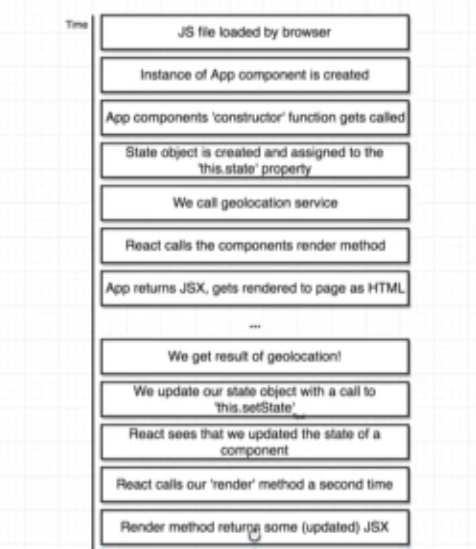 Time
JS file loaded by browser
Instance of App component is created
App components 'constructor' function gets called
State object is created and assigned to the
'this.state' property
We call geolocation service
React calls the components render method
App returns JSX, gets rendered to page as HTML
...
We get result of geolocation!
We update our state object with a call to
'this.setState'
React sees that we updated the state of a
component
React calls our 'render' method a second time
Render method returns some (updated) JSX